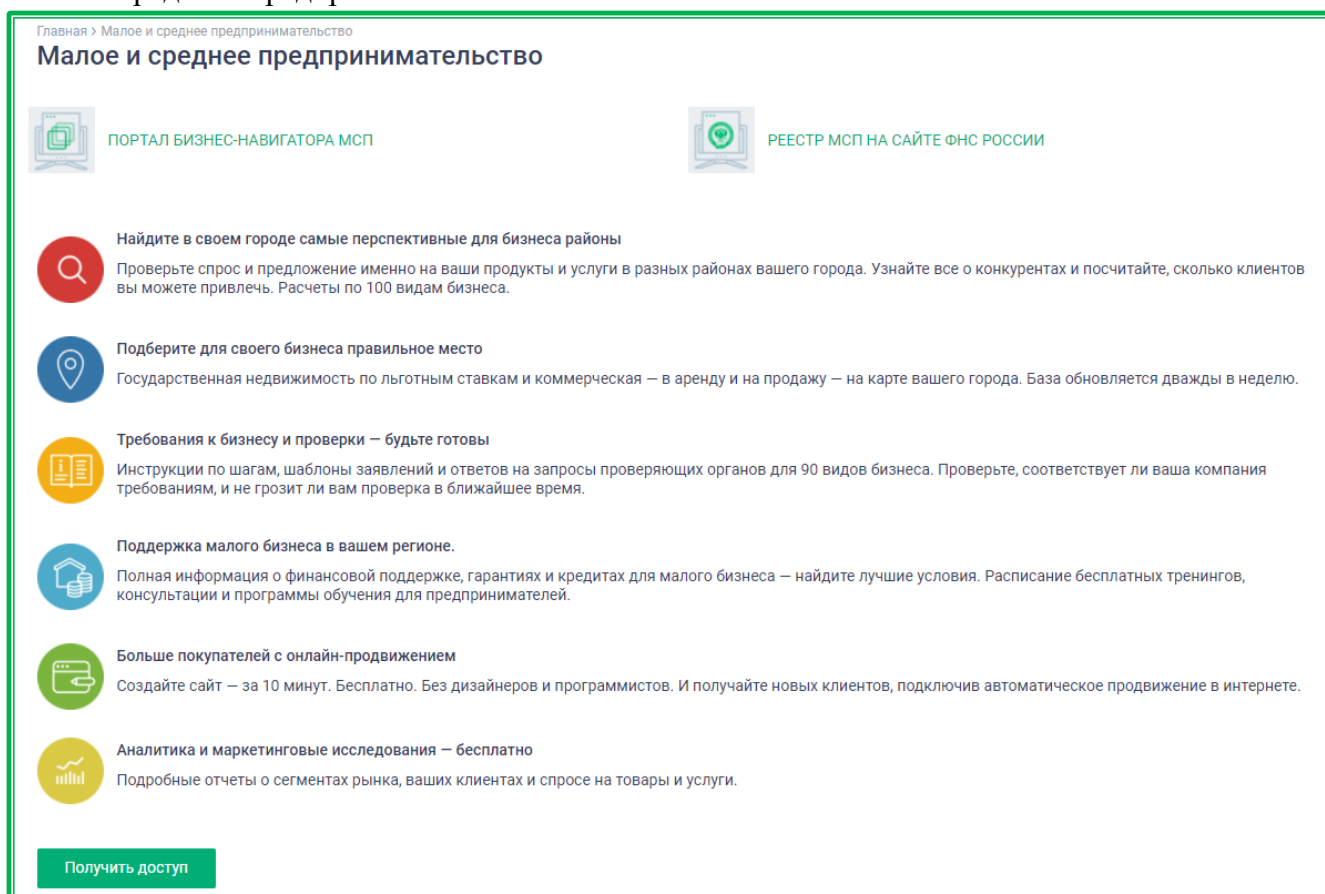 Главная > Малое и среднее предпринимательство
Малое и среднее предпринимательство
ПОРТАЛ БИЗНЕС-НАВИГАТОРА МСП
РЕЕСТР МСП НА САЙТЕ ФНС РОССИИ
Найдите в своем городе самые перспективные для бизнеса районы
Проверьте спрос и предложение именно на ваши продукты и услуги в разных районах вашего города. Узнайте все о конкурентах и посчитайте, сколько клиентов
вы можете привлечь. Расчеты по 100 видам бизнеса.
Подберите для своего бизнеса правильное место
Государственная недвижимость по льготным ставкам и коммерческая — в аренду и на продажу — на карте вашего города. База обновляется дважды в неделю.
Требования к бизнесу и проверки — будьте готовы
Инструкции по шагам, шаблоны заявлений и ответов на запросы проверяющих органов для 90 видов бизнеса. Проверьте, соответствует ли ваша компания
требованиям, и не грозит ли вам проверка в ближайшее время.
Поддержка малого бизнеса в вашем регионе.
Полная информация о финансовой поддержке, гарантиях и кредитах для малого бизнеса — найдите лучшие условия. Расписание бесплатных тренингов,
консультации и программы обучения для предпринимателей.
Больше покупателей с онлайн-продвижением
Создайте сайт — за 10 минут. Бесплатно. Без дизайнеров и программистов. И получайте новых клиентов, подключив автоматическое продвижение в интернете.
Аналитика и маркетинговые исследования — бесплатно
Подробные отчеты о сегментах рынка, ваших клиентах и спросе на товары и услуги.
Получить доступ